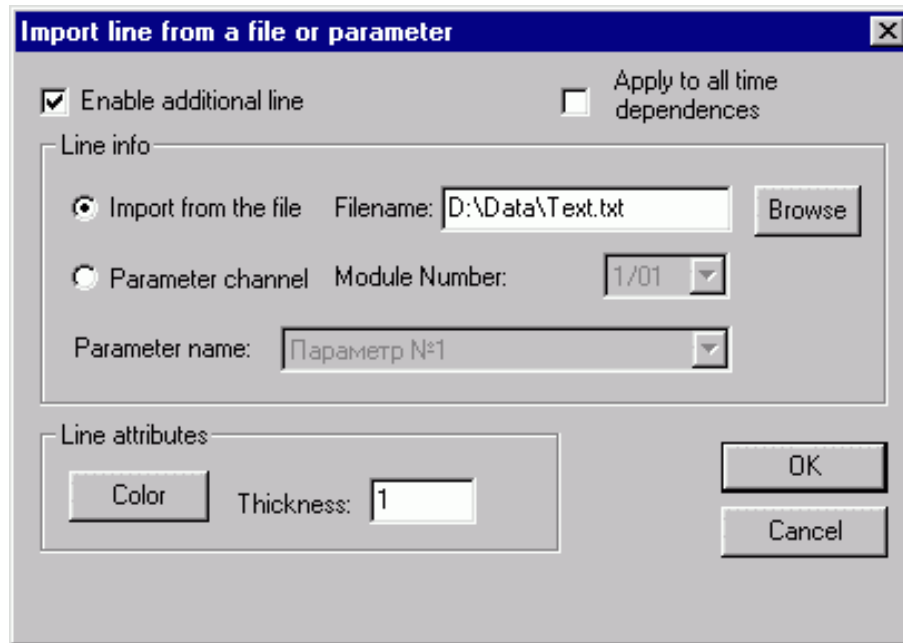 Import line from a file or parameter
Enable additional line
Apply to all time
dependences
Line info
Import from the file Filename: D:\Data\Text.txt Browse
Parameter channel Module Number: 1/01
Parameter name: Параметр №1
Line attributes
Color Thickness: 1
OK
Cancel